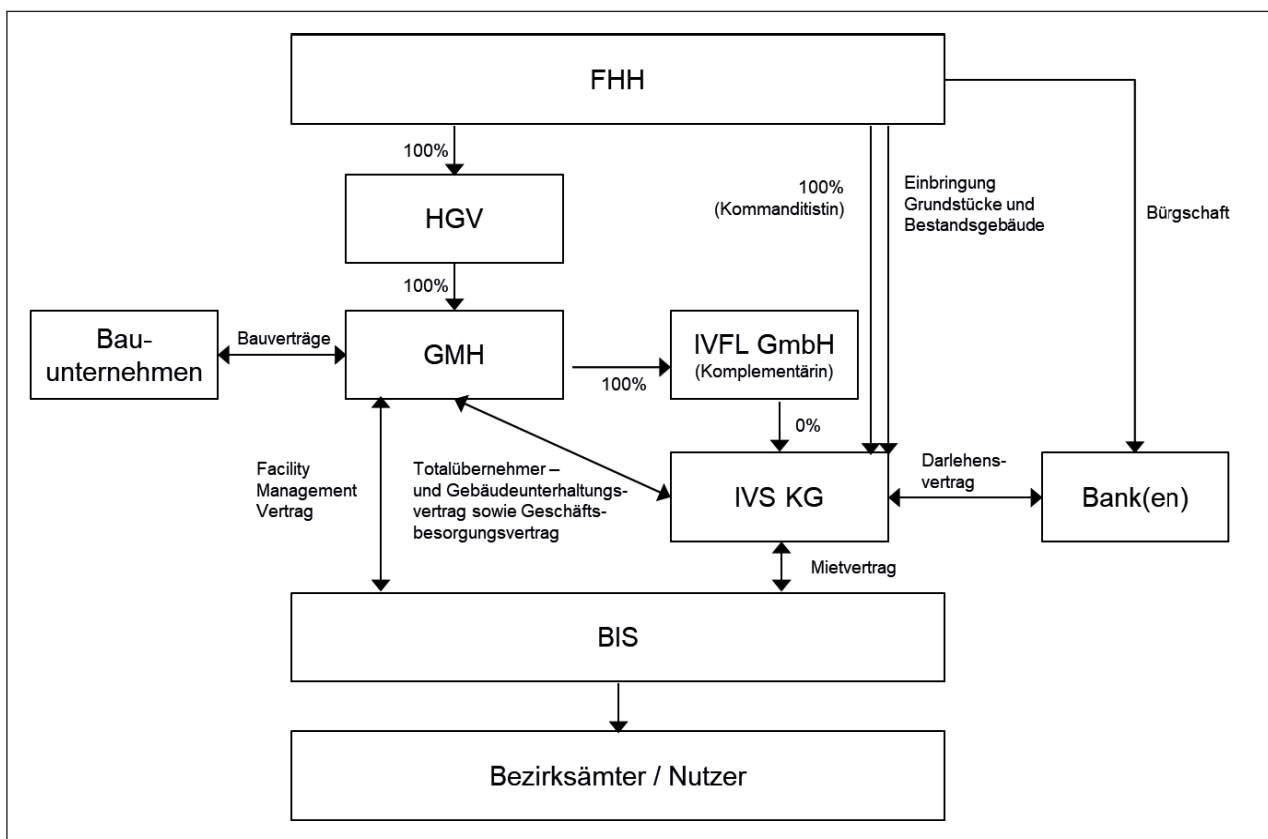 FHH
100%
HGV
100%
(Kommanditistin)
Einbringung
Grundstücke und
Bestandsgebäude
Bürgschaft
100%
Bau-
unternehmen
Bauverträge
GMH
100%
IVFL GmbH
(Komplementärin)
0%
Facility
Management
Vertrag
Totalübernehmer –
und Gebäudeunterhaltungs-
vertrag sowie Geschäfts-
besorgungsvertrag
IVS KG
Darlehens-
vertrag
Bank(en)
Mietvertrag
BIS
Bezirksämter / Nutzer